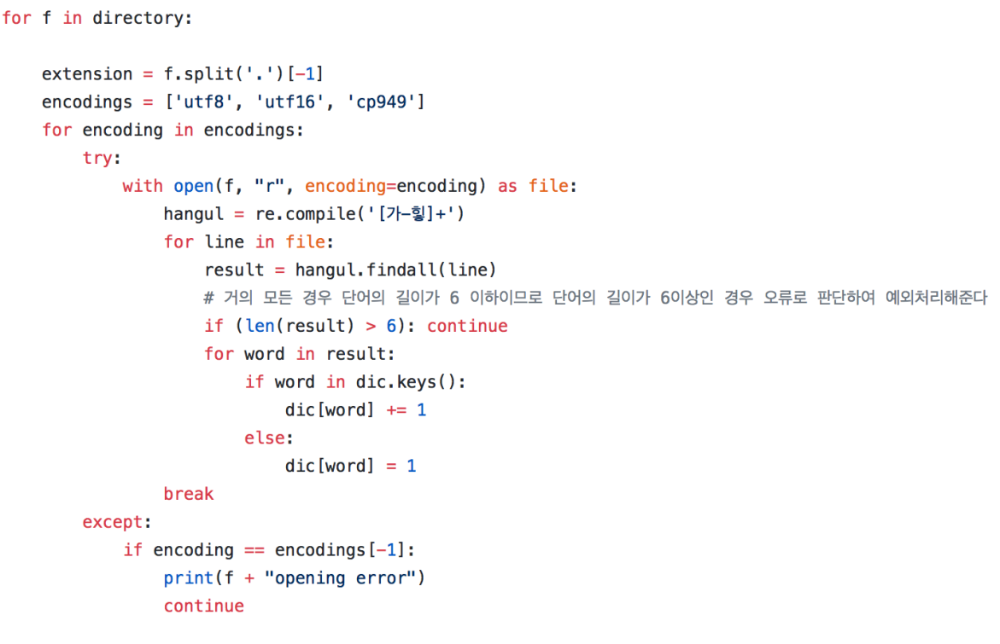 for f in directory:
    extension = f.split('.')[-1]
    encodings = ['utf8', 'utf16', 'cp949']
    for encoding in encodings:
        try:
            with open(f, "r", encoding=encoding) as file:
                hangul = re.compile('[가-힣]+')
                for line in file:
                    result = hangul.findall(line)
                    # 거의 모든 경우 단어의 길이가 6 이하이므로 단어의 길이가 6이상인 경우 오류로 판단하여 예외처리해준다
                    if (len(result) > 6): continue
                    for word in result:
                        if word in dic.keys():
                            dic[word] += 1
                        else:
                            dic[word] = 1
                break
        except:
            if encoding == encodings[-1]:
                print(f + "opening error")
                continue